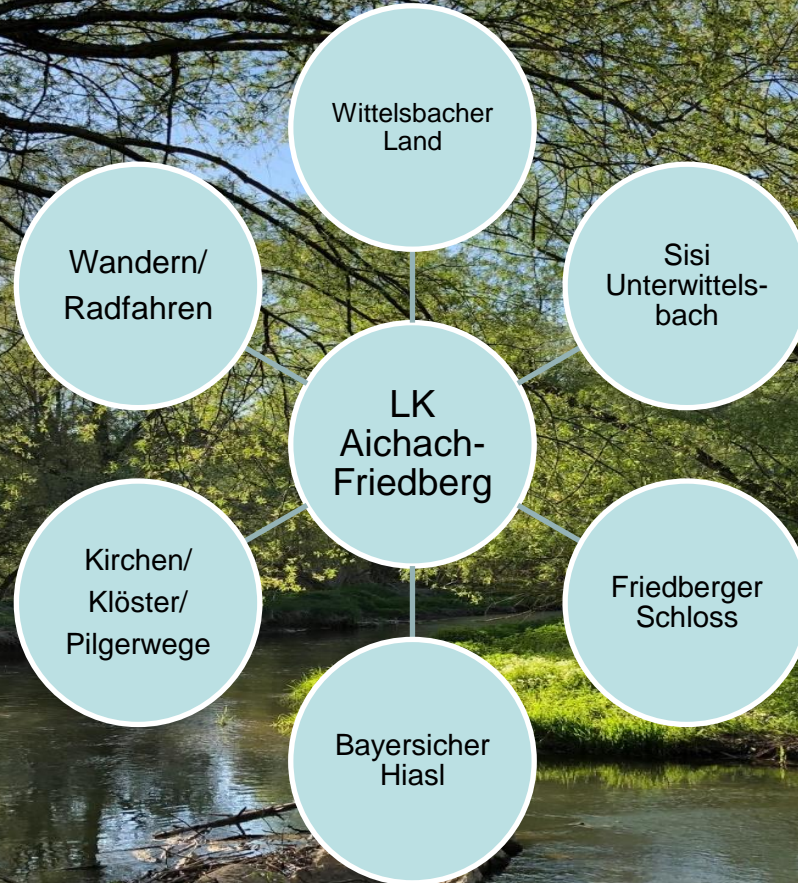 Wittelsbacher
Land
Sisi
Unterwittels-
bach
Friedberger
Schloss
Bayersicher
Hiasl
Kirchen/
Klöster/
Pilgerwege
Wandern/
Radfahren
LK
Aichach-
Friedberg